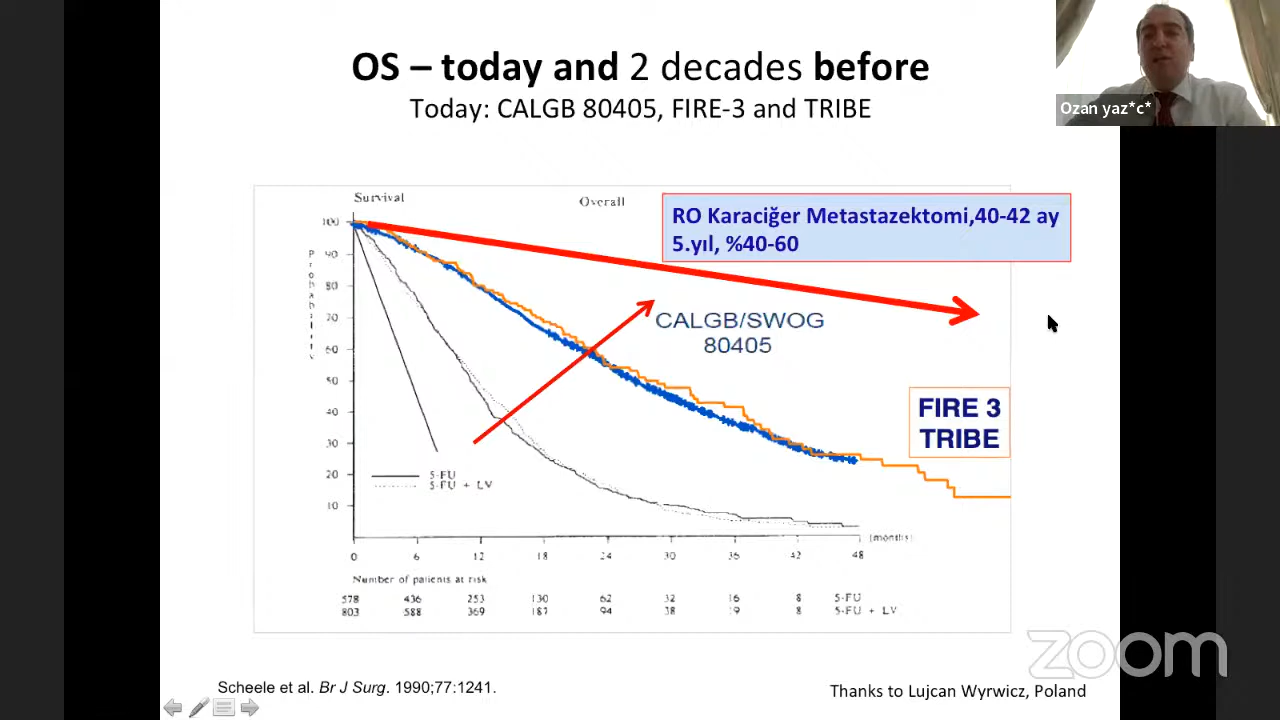 OS – today and 2 decades before
Today: CALGB 80405, FIRE-3 and TRIBE
Ozan yaz*c*
Survival
Overall
RO Karaciğer Metastazektomi,40-42 ay
5.yıl, %40-60
Probability
100
90
80
70
60
50
40
30
20
10
CALGB/SWOG
80405
FIRE 3
TRIBE
5-FU
5-FU + LV
0 6 12 18 24 30 36 42 48
(months)
Number of patients at risk
578 436 253 130 62 32 16 8 5-FU
803 588 369 187 94 38 19 8 5-FU + LV
zoom
Scheele et al. Br J Surg. 1990;77:1241.
Thanks to Lujcan Wyrwicz, Poland